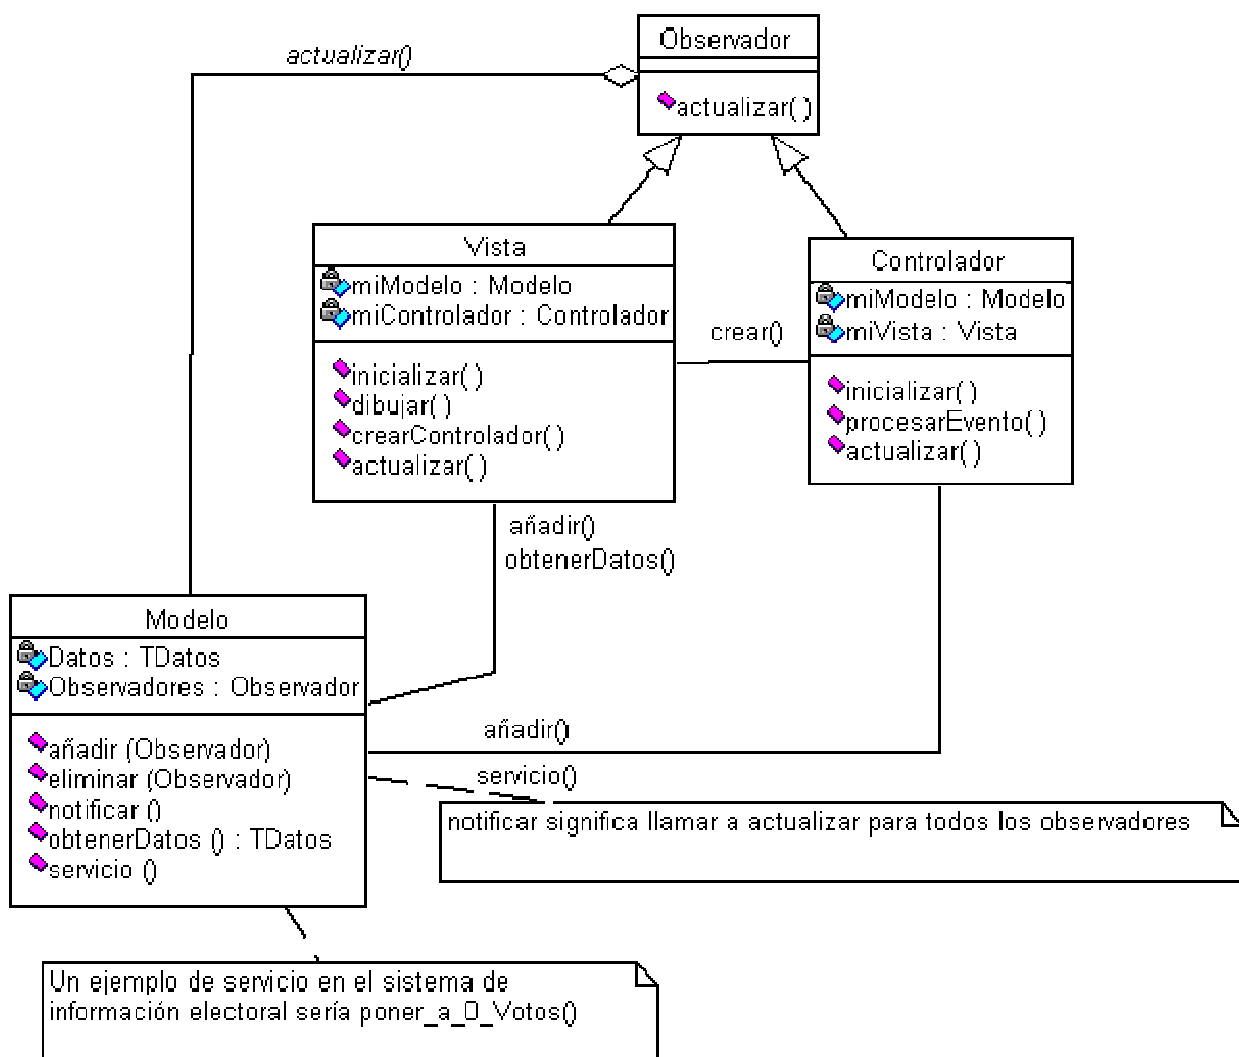 Observador
actualizar()
actualizar( )
Vista
miModelo : Modelo
miControlador : Controlador
inicializar( )
dibujar( )
crearControlador( )
actualizar( )
crear()
Controlador
miModelo : Modelo
miVista : Vista
inicializar( )
procesarEvento( )
actualizar( )
añadir()
obtenerDatos()
Modelo
Datos : TDatos
Observadores : Observador
añadir (Observador)
eliminar (Observador)
notificar ()
obtenerDatos () : TDatos
servicio ()
añadir()
servicio()
notificar significa llamar a actualizar para todos los observadores
Un ejemplo de servicio en el sistema de
información electoral sería poner_a_0_Votos()